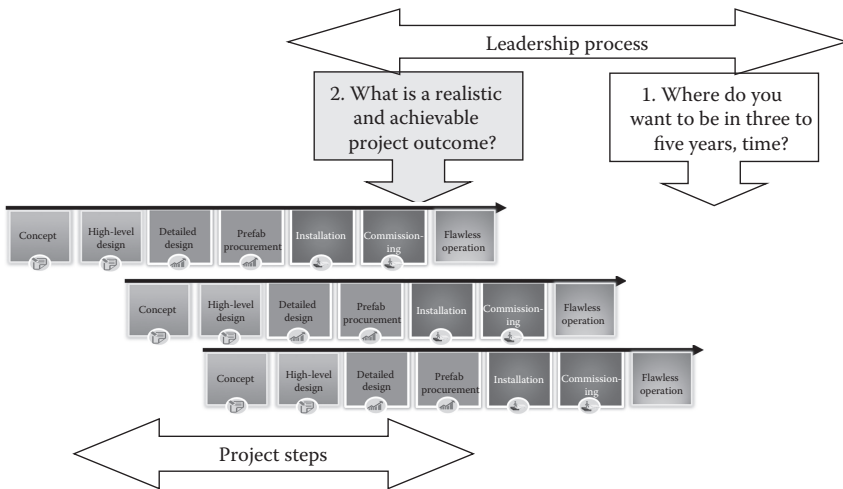 Leadership process
2. What is a realistic
and achievable
project outcome?
1. Where do you
want to be in three to
five years, time?
Concept
High-level
design
Detailed
design
Prefab
procurement
Installation
Commission-
ing
Flawless
operation
Concept
High-level
design
Detailed
design
Prefab
procurement
Installation
Commission-
ing
Flawless
operation
Concept
High-level
design
Detailed
design
Prefab
procurement
Installation
Commission-
ing
Flawless
operation
Project steps